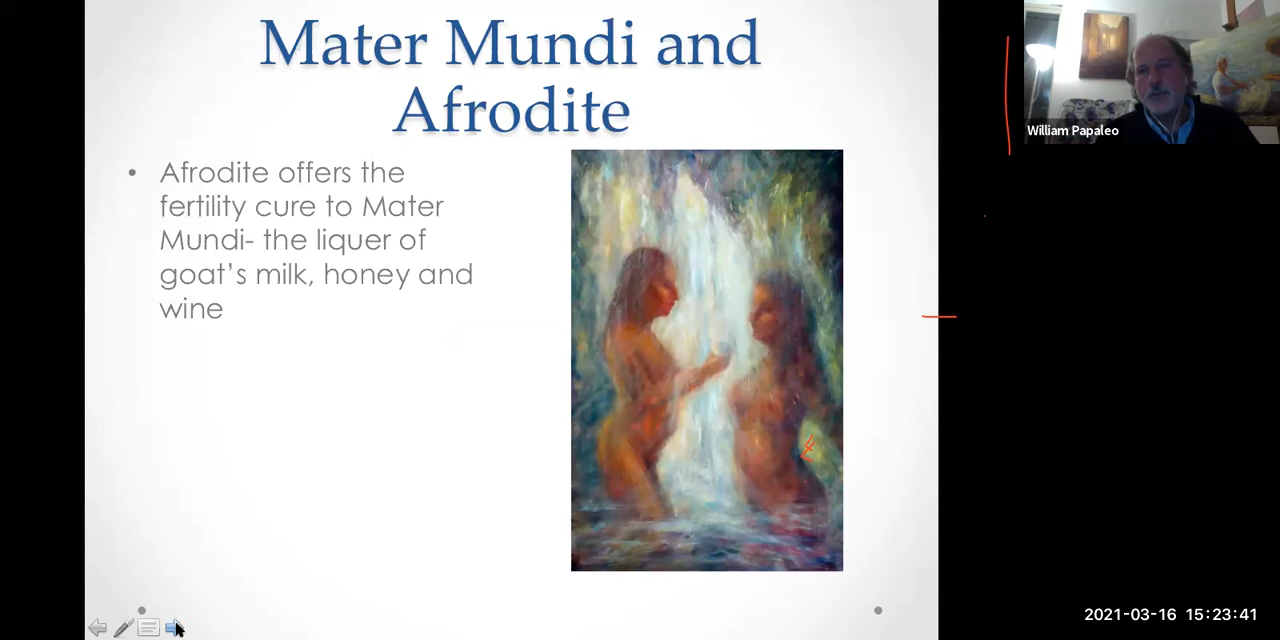 Mater Mundi and
Afrodite
• Afrodite offers the
fertility cure to Mater
Mundi- the liquer of
goat's milk, honey and
wine
William Papaleo
2021-03-16 15:23:41